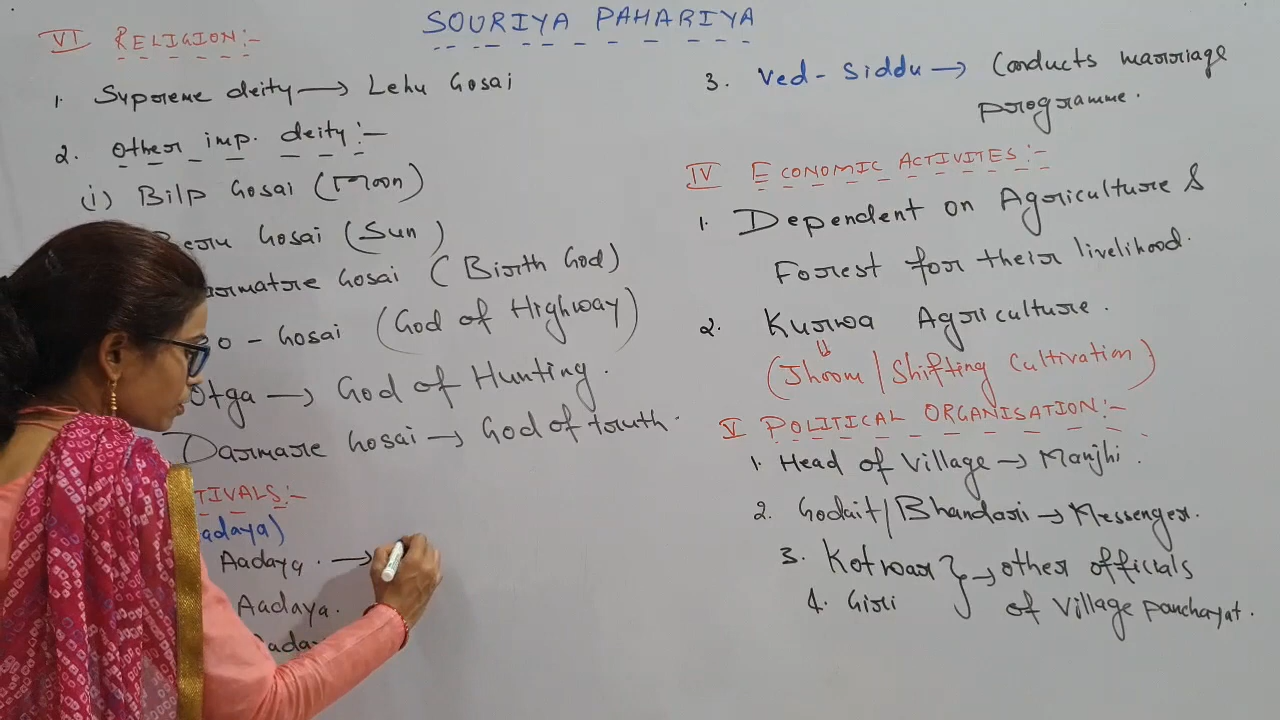 SOURIYA PAHARIYA
VI RELIGION:-
1. Supreme deity → Lehu Gosai
2. Other imp. deity:-
(i) Bilp Gosai (Moon)
Gosai (Sun)
Gosai (Birth God)
Gosai (God of Highway)
→ God of Hunting.
Darmare Gosai → God of truth.
TIVALS:-
adaya)
Aadaya. →
Aadaya.
3. Ved-Siddu → Conducts marriage
programme.
IV ECONOMIC ACTIVITES:-
1. Dependent on Agriculture &
Forest for their livelihood.
2. Kurwa Agriculture.
(Jhoom/Shifting Cultivation)
V POLITICAL ORGANISATION:-
1. Head of Village → Manjhi.
2. Godait/Bhandari → Messenger.
3. Kotwar } → other officials
4. Giri of Village panchayat.